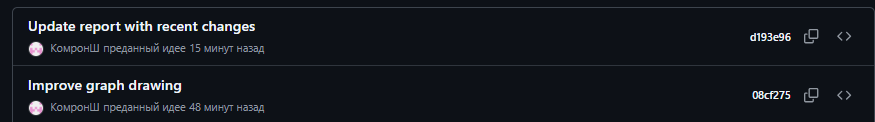 Update report with recent changes
КомронШ преданный идее 15 минут назад
d193e96
Improve graph drawing
КомронШ преданный идее 48 минут назад
08cf275